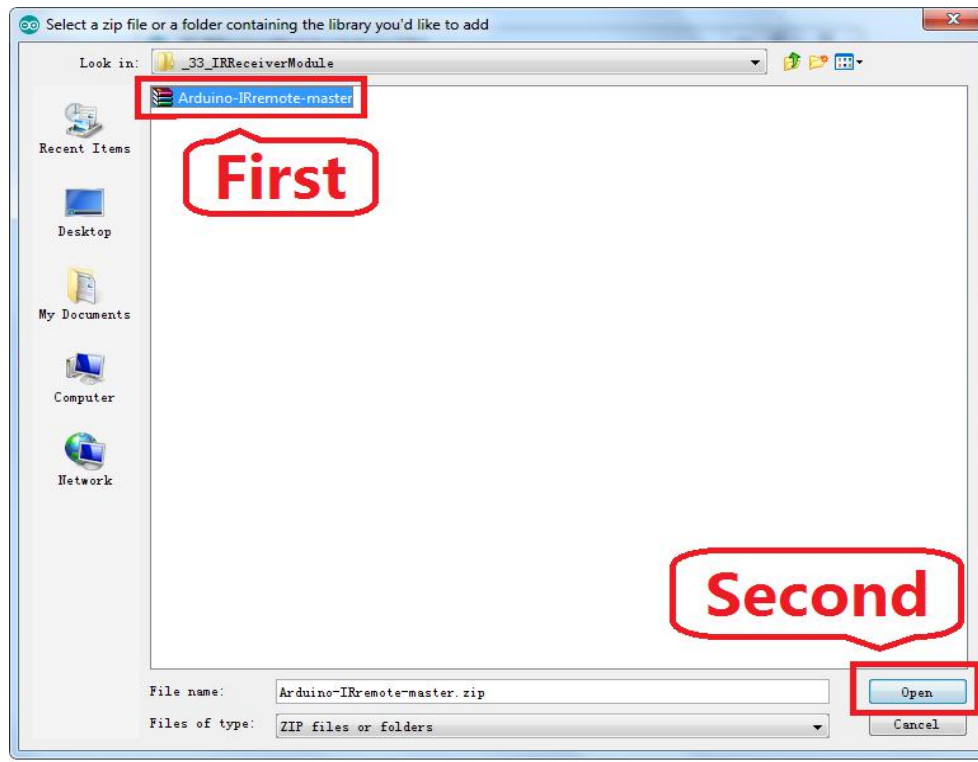 Select a zip file or a folder containing the library you'd like to add
Look in: _33_IRReceiverModule
Arduino-IRremote-master
First
Recent Items
Desktop
My Documents
Computer
Network
Second
File name: Arduino-IRremote-master.zip
Open
Files of type: ZIP files or folders
Cancel